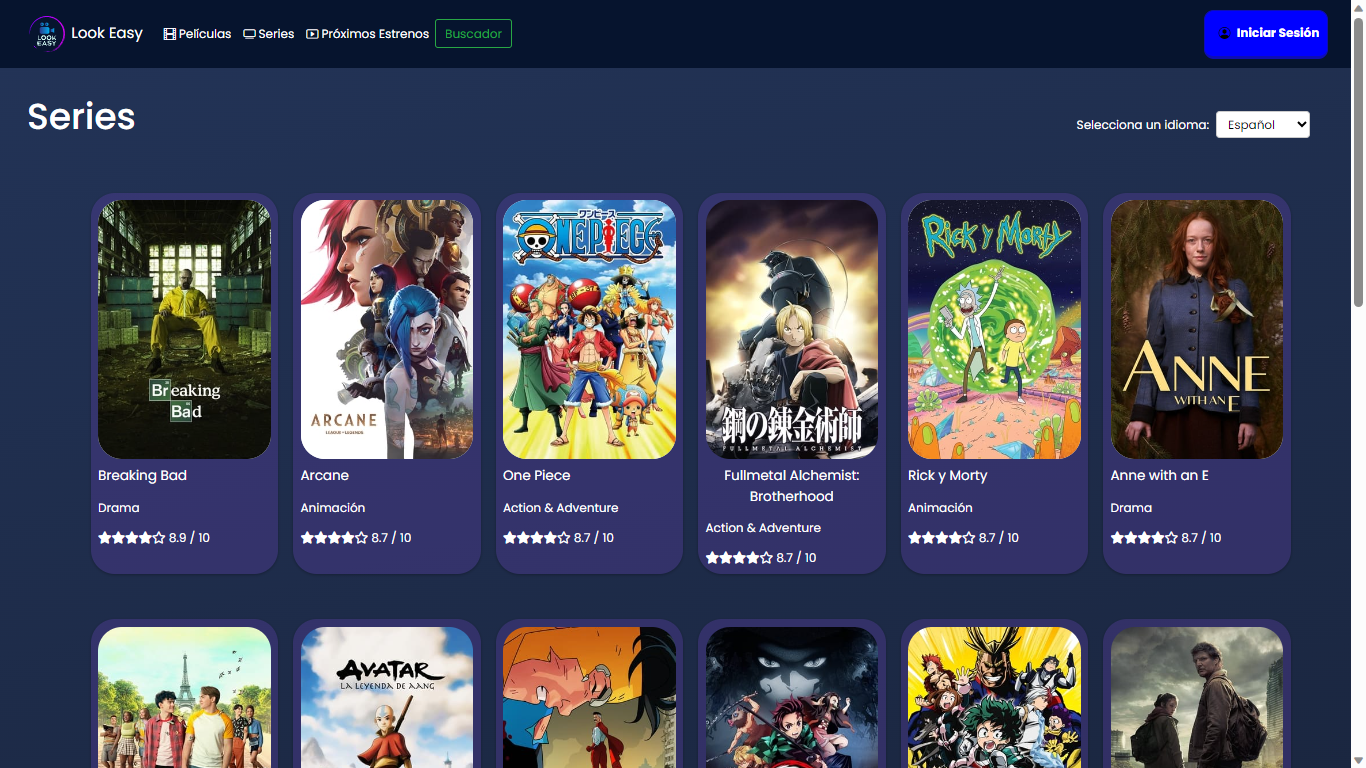 LOOK
EASY
Look Easy
Películas
Series
Próximos Estrenos
Buscador
Iniciar Sesión
Series
Selecciona un idioma:
Español
Breaking
Bad
ARCANE
LEAGUE OF LEGENDS
ワンピース
ONE PIECE
鋼の錬金術師
FULLMETAL ALCHEMIST
Rick y Morty
ANNE
WITH AN E
Breaking Bad
Arcane
One Piece
Fullmetal Alchemist:
Brotherhood
Rick y Morty
Anne with an E
Drama
Animación
Action & Adventure
Action & Adventure
Animación
Drama
8.9 / 10
8.7 / 10
8.7 / 10
8.7 / 10
8.7 / 10
8.7 / 10
AVATAR
LA LEYENDA DE AANG